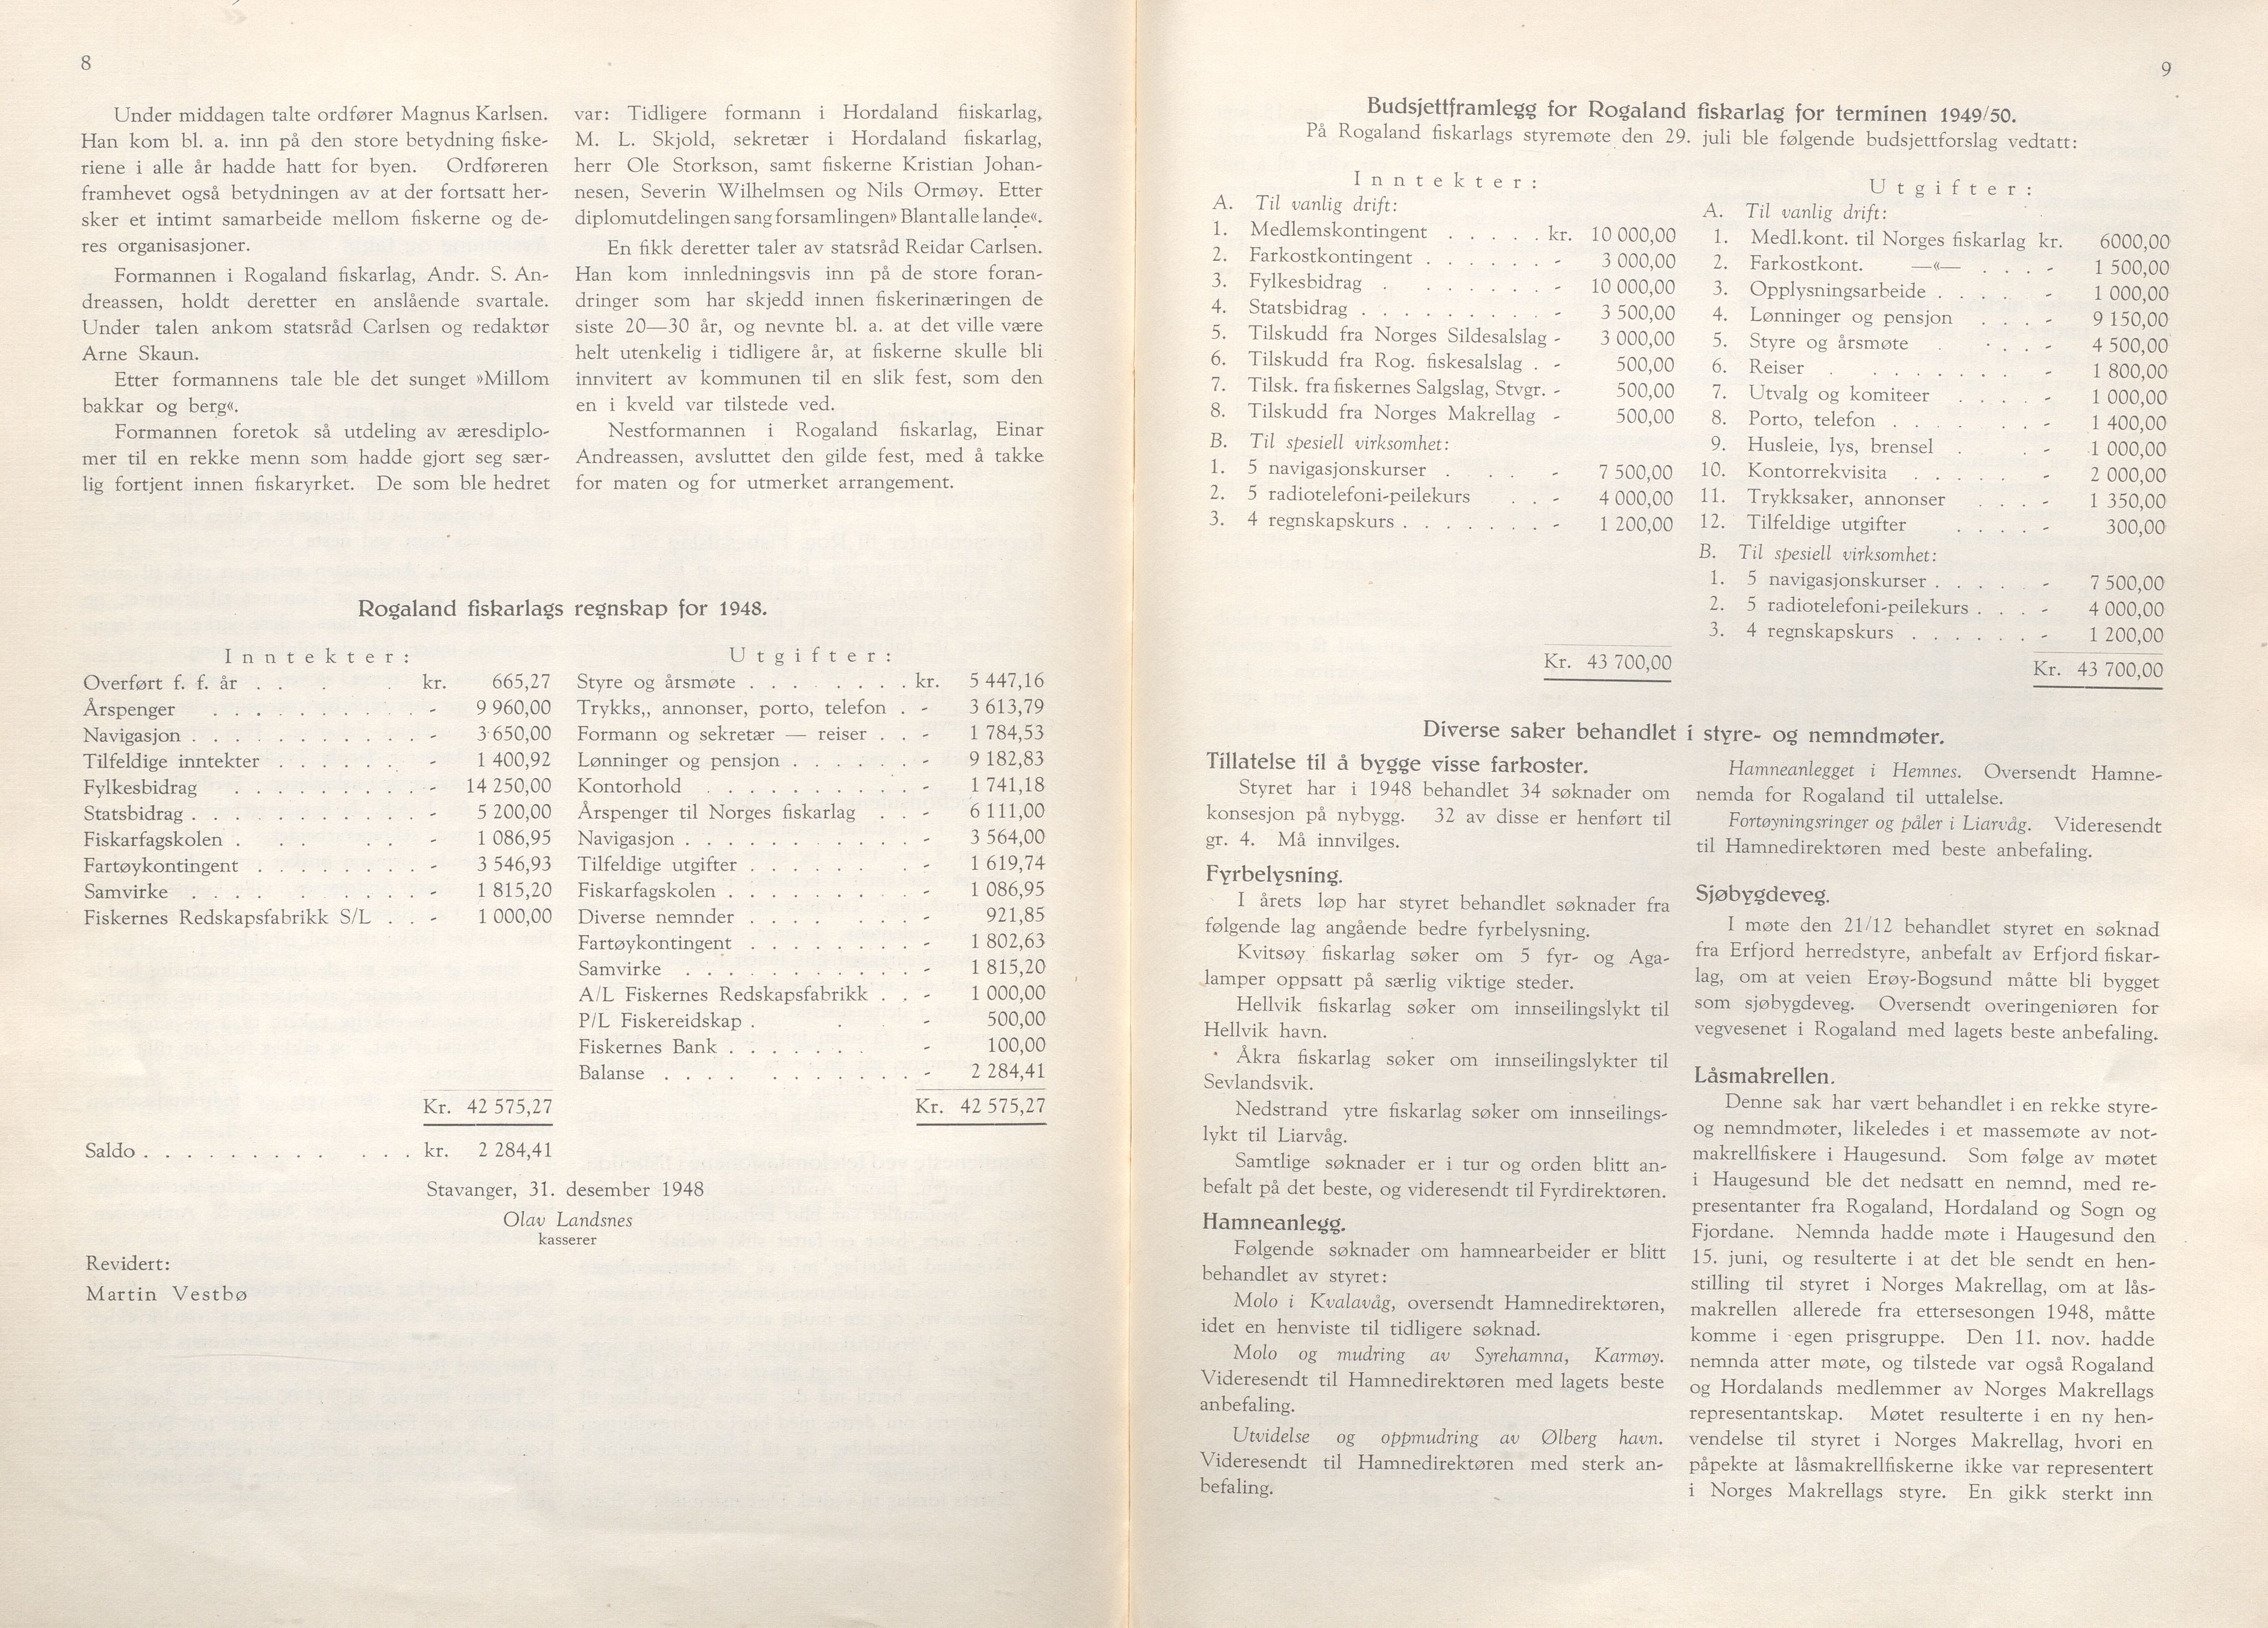 8
Under middagen talte ordfører Magnus Karlsen.
Han kom bl. a. inn på den store betydning fiske-
riene i alle år hadde hatt for byen. Ordføreren
framhevet også betydningen av at der fortsatt her-
sker et intimt samarbeide mellom fiskerne og de-
res organisasjoner.
Formannen i Rogaland fiskarlag, Andr. S. An-
dreassen, holdt deretter en anslående svartale.
Under talen ankom statsråd Carlsen og redaktør
Arne Skaun.
Etter formannens tale ble det sunget »Millom
bakkar og berg«.
Formannen foretok så utdeling av æresdiplo-
mer til en rekke menn som hadde gjort seg sær-
lig fortjent innen fiskaryrket. De som ble hedret
var: Tidligere formann i Hordaland fiiskarlag,
M. L. Skjold, sekretær i Hordaland fiskarlag,
herr Ole Storkson, samt fiskerne Kristian Johan-
nesen, Severin Wilhelmsen og Nils Ormøy. Etter
diplomutdelingen sang forsamlingen» Blant alle lande«.
En fikk deretter taler av statsråd Reidar Carlsen.
Han kom innledningsvis inn på de store foran-
dringer som har skjedd innen fiskerinæringen de
siste 20—30 år, og nevnte bl. a. at det ville være
helt utenkelig i tidligere år, at fiskerne skulle bli
innvitert av kommunen til en slik fest, som den
en i kveld var tilstede ved.
Nestformannen i Rogaland fiskarlag, Einar
Andreassen, avsluttet den gilde fest, med å takke
for maten og for utmerket arrangement.
Rogaland fiskarlags regnskap for 1948.
Inntekter:
Overført f. f. år . . . . kr. 665,27
Årspenger . . . . . . . . . - 9 960,00
Navigasjon . . . . . . . . . . - 3 650,00
Tilfeldige inntekter . . . . . . - 1 400,92
Fylkesbidrag . . . . . . . . . - 14 250,00
Statsbidrag . . . . . . . . . . - 5 200,00
Fiskarfagskolen . . . . . - 1 086,95
Fartøykontingent . . . . . . . . - 3 546,93
Samvirke . . . . . . . . . - 1 815,20
Fiskernes Redskapsfabrikk S/L . . - 1 000,00
Kr. 42 575,27
Saldo . . . . . . . . . . . . . kr. 2 284,41
Utgifter:
Styre og årsmøte . . . . . . . . kr. 5 447,16
Trykks,, annonser, porto, telefon . - 3 613,79
Formann og sekretær — reiser . . - 1 784,53
Lønninger og pensjon . . . . . . - 9 182,83
Kontorhold . . . . . . . . . . - 1 741,18
Årspenger til Norges fiskarlag . . - 6 111,00
Navigasjon . . . . . . . . . . - 3 564,00
Tilfeldige utgifter . . . . . . . - 1 619,74
Fiskarfagskolen . . . . . . . . - 1 086,95
Diverse nemnder . . . . . . . - 921,85
Fartøykontingent . . . . . . . . - 1 802,63
Samvirke . . . . . . . . . . . - 1 815,20
A/L Fiskernes Redskapsfabrikk . . - 1 000,00
P/L Fiskereidskap . . . - 500,00
Fiskernes Bank . . . . . . . - 100,00
Balanse . . . . . . . . . . . - 2 284,41
Kr. 42 575,27
Stavanger, 31. desember 1948
Olav Landsnes
kasserer
Revidert:
Martin Vestbø
9
Budsjettframlegg for Rogaland fiskarlag for terminen 1949/50.
På Rogaland fiskarlags styremøte den 29. juli ble følgende budsjettforslag vedtatt:
Inntekter:
A. Til vanlig drift:
1. Medlemskontingent . . . . . kr. 10 000,00
2. Farkostkontingent . . . . . . - 3 000,00
3. Fylkesbidrag . . . . . . . - 10 000,00
4. Statsbidrag . . . . . . . . . - 3 500,00
5. Tilskudd fra Norges Sildesalslag - 3 000,00
6. Tilskudd fra Rog. fiskesalslag . - 500,00
7. Tilsk. fra fiskernes Salgslag, Stvgr. - 500,00
8. Tilskudd fra Norges Makrellag - 500,00
B. Til spesiell virksomhet:
1. 5 navigasjonskurser . . . - 7 500,00
2. 5 radiotelefoni-peilekurs . . - 4 000,00
3. 4 regnskapskurs . . . . . . . - 1 200,00
Kr. 43 700,00
Utgifter:
A. Til vanlig drift:
1. Medl.kont. til Norges fiskarlag kr. 6000,00
2. Farkostkont. —«— . . . . - 1 500,00
3. Opplysningsarbeide . . . . - 1 000,00
4. Lønninger og pensjon . . . - 9 150,00
5. Styre og årsmøte . . . . - 4 500,00
6. Reiser . . . . . . . - 1 800,00
7. Utvalg og komiteer . . . . - 1 000,00
8. Porto, telefon . . . . . . - 1 400,00
9. Husleie, lys, brensel . . - 1 000,00
10. Kontorrekvisita . . . . . - 2 000,00
11. Trykksaker, annonser . . - 1 350,00
12. Tilfeldige utgifter . . . . - 300,00
B. Til spesiell virksomhet:
1. 5 navigasjonskurser . . . . . - 7 500,00
2. 5 radiotelefoni-peilekurs . . . - 4 000,00
3. 4 regnskapskurs . . . . . . - 1 200,00
Kr. 43 700,00
Diverse saker behandlet i styre- og nemndmøter.
Tillatelse til å bygge visse farkoster.
Styret har i 1948 behandlet 34 søknader om
konsesjon på nybygg. 32 av disse er henført til
gr. 4. Må innvilges.
Fyrbelysning.
I årets løp har styret behandlet søknader fra
følgende lag angående bedre fyrbelysning.
Kvitsøy fiskarlag søker om 5 fyr- og Aga-
lamper oppsatt på særlig viktige steder.
Hellvik fiskarlag søker om innseilingslykt til
Hellvik havn.
Åkra fiskarlag søker om innseilingslykter til
Sevlandsvik.
Nedstrand ytre fiskarlag søker om innseilings-
lykt til Liarvåg.
Samtlige søknader er i tur og orden blitt an-
befalt på det beste, og videresendt til Fyrdirektøren.
Hamneanlegg.
Følgende søknader om hamnearbeider er blitt
behandlet av styret:
Molo i Kvalavåg, oversendt Hamnedirektøren,
idet en henviste til tidligere søknad.
Molo og mudring av Syrehamna, Karmøy.
Videresendt til Hamnedirektøren med lagets beste
anbefaling.
Utvidelse og oppmudring av Ølberg havn.
Videresendt til Hamnedirektøren med sterk an-
befaling.
Hamneanlegget i Hemnes. Oversendt Hamne-
nemda for Rogaland til uttalelse.
Fortøyningsringer og påler i Liarvåg. Videresendt
til Hamnedirektøren med beste anbefaling.
Sjøbygdeveg.
I møte den 21/12 behandlet styret en søknad
fra Erfjord herredstyre, anbefalt av Erfjord fiskar-
lag, om at veien Erøy-Bogsund måtte bli bygget
som sjøbygdeveg. Oversendt overingeniøren for
vegvesenet i Rogaland med lagets beste anbefaling.
Låsmakrellen.
Denne sak har vært behandlet i en rekke styre-
og nemndmøter, likeledes i et massemøte av not-
makrellfiskere i Haugesund. Som følge av møtet
i Haugesund ble det nedsatt en nemnd, med re-
presentanter fra Rogaland, Hordaland og Sogn og
Fjordane. Nemnda hadde møte i Haugesund den
15. juni, og resulterte i at det ble sendt en hen-
stilling til styret i Norges Makrellag, om at lås-
makrellen allerede fra ettersesongen 1948, måtte
komme i egen prisgruppe. Den 11. nov. hadde
nemnda atter møte, og tilstede var også Rogaland
og Hordalands medlemmer av Norges Makrellags
representantskap. Møtet resulterte i en ny hen-
vendelse til styret i Norges Makrellag, hvori en
påpekte at låsmakrellfiskerne ikke var representert
i Norges Makrellags styre. En gikk sterkt inn